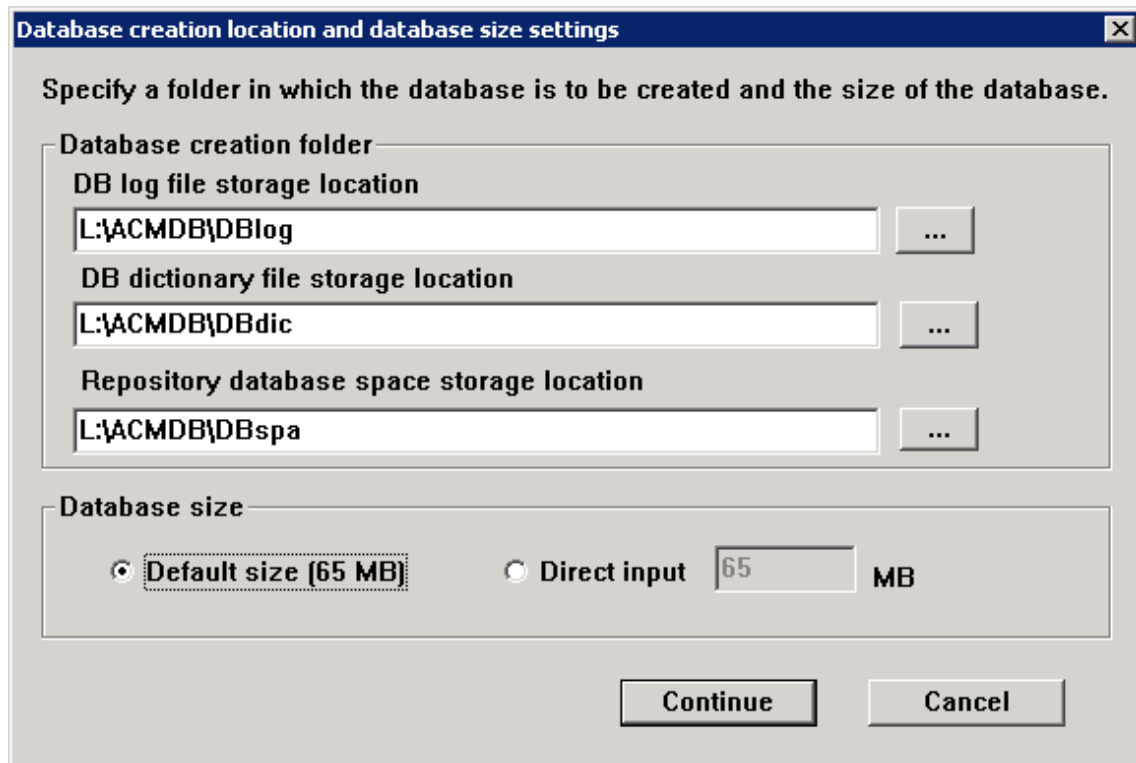 Database creation location and database size settings
Specify a folder in which the database is to be created and the size of the database.
Database creation folder
DB log file storage location
L:\ACMDB\DBlog
...
DB dictionary file storage location
L:\ACMDB\DBdic
...
Repository database space storage location
L:\ACMDB\DBspa
...
Database size
Default size (65 MB)
Direct input
65
MB
Continue
Cancel